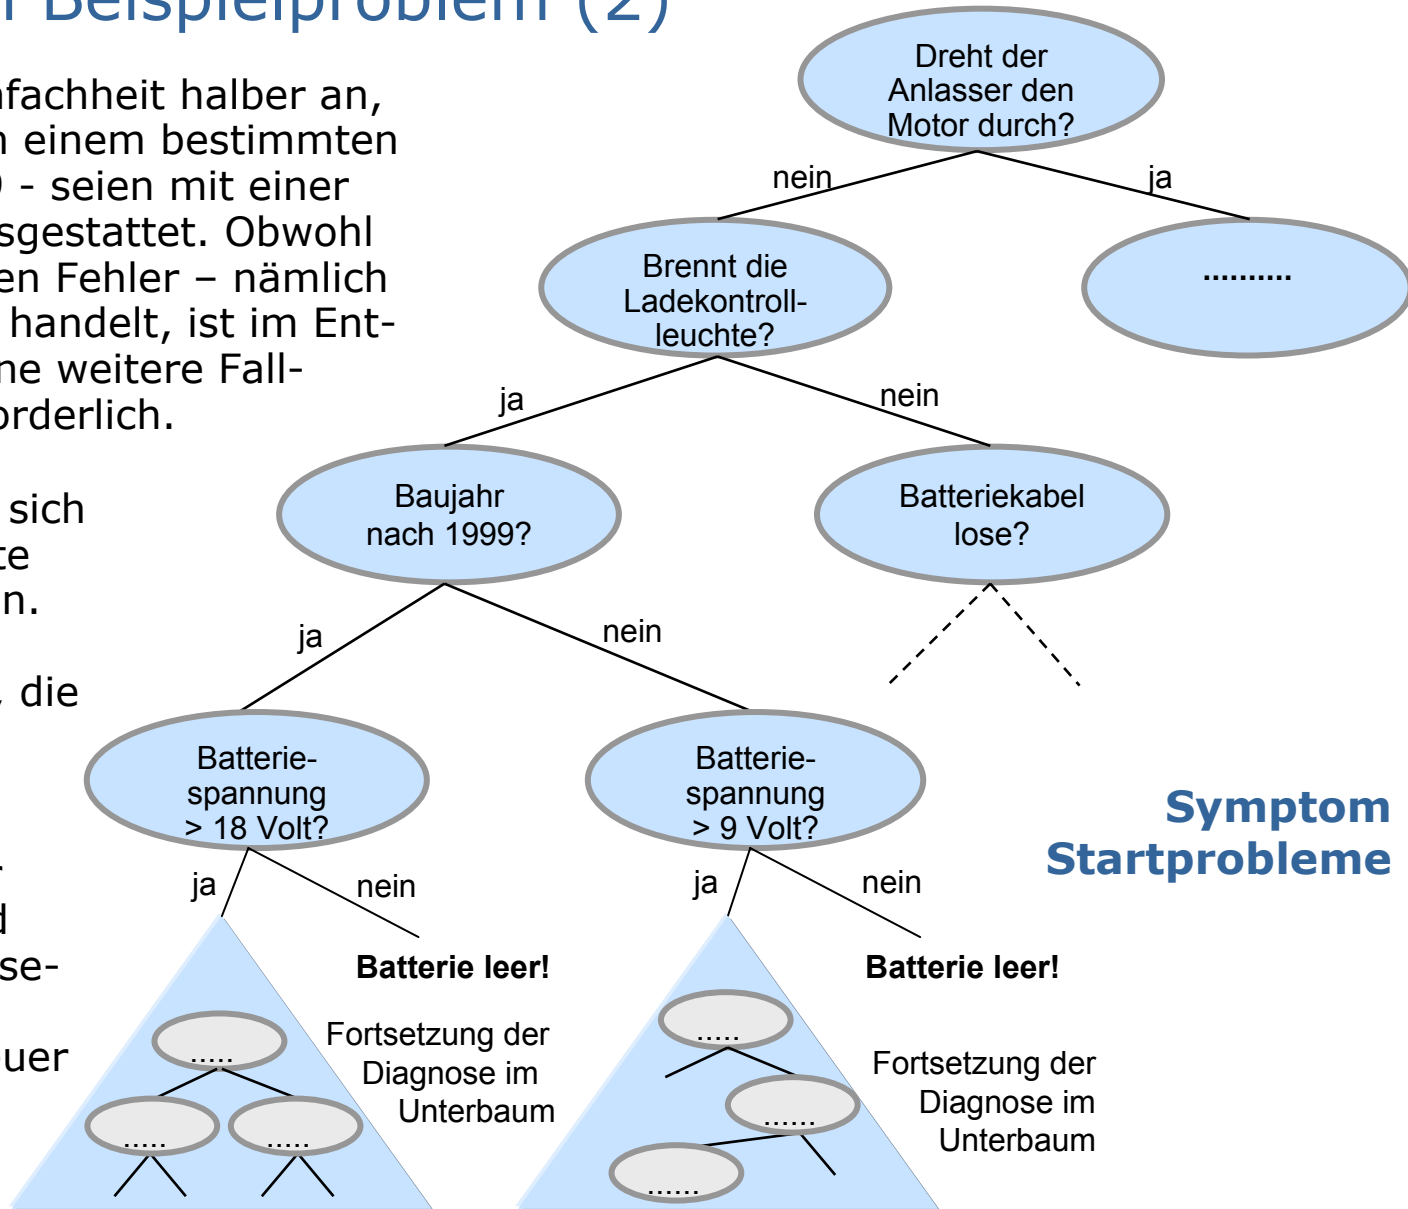 Beispielproblem (2)
nfachheit halber an,
einem bestimmten
- seien mit einer
sgestattet. Obwohl
en Fehler – nämlich
handelt, ist im Ent-
ne weitere Fall-
orderlich.
sich
te
n.
, die
se-
euer
Dreht der
Anlasser den
Motor durch?
nein
ja
Brennt die
Ladekontroll-
leuchte?
..........
ja
nein
Baujahr
nach 1999?
Batteriekabel
lose?
ja
nein
Batterie-
spannung
> 18 Volt?
Batterie-
spannung
> 9 Volt?
Symptom
Startprobleme
ja
nein
ja
nein
Batterie leer!
Batterie leer!
Fortsetzung der
Diagnose im
Unterbaum
Fortsetzung der
Diagnose im
Unterbaum
.....
.....
.....
.....
......
......